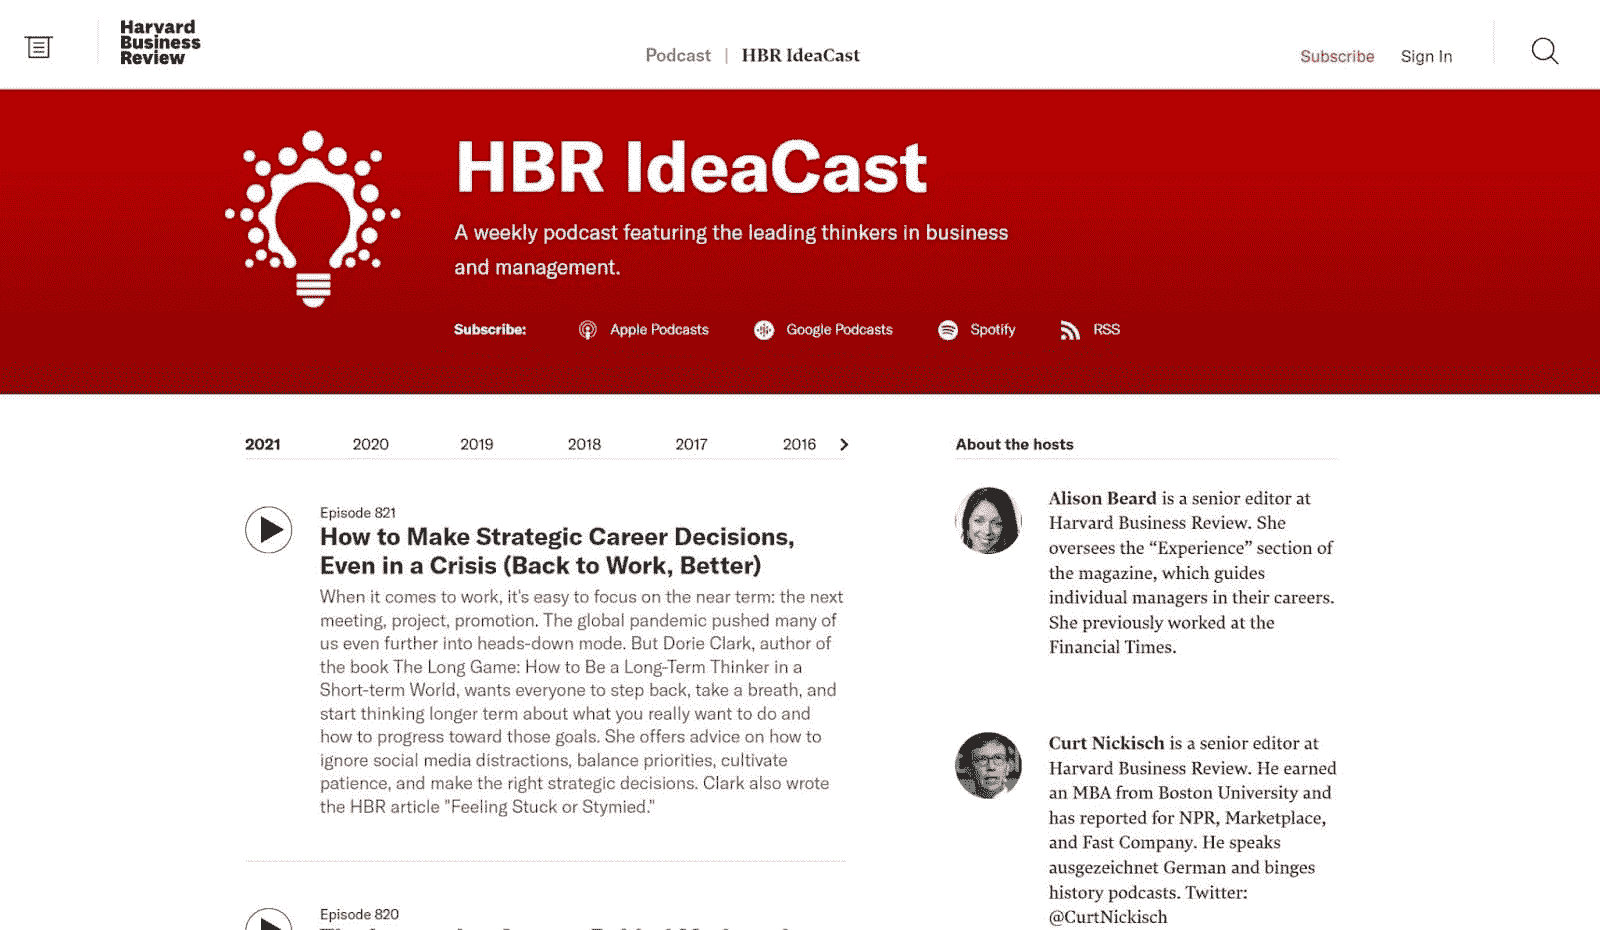 Harvard
Business
Review
Podcast | HBR IdeaCast
Subscribe Sign In
HBR IdeaCast
A weekly podcast featuring the leading thinkers in business
and management.
Subscribe: Apple Podcasts Google Podcasts Spotify RSS
2021 2020 2019 2018 2017 2016
Episode 821
How to Make Strategic Career Decisions,
Even in a Crisis (Back to Work, Better)
When it comes to work, it's easy to focus on the near term: the next
meeting, project, promotion. The global pandemic pushed many of
us even further into heads-down mode. But Dorie Clark, author of
the book The Long Game: How to Be a Long-Term Thinker in a
Short-term World, wants everyone to step back, take a breath, and
start thinking longer term about what you really want to do and
how to progress toward those goals. She offers advice on how to
ignore social media distractions, balance priorities, cultivate
patience, and make the right strategic decisions. Clark also wrote
the HBR article "Feeling Stuck or Stymied."
Episode 820
About the hosts
Alison Beard is a senior editor at
Harvard Business Review. She
oversees the “Experience” section of
the magazine, which guides
individual managers in their careers.
She previously worked at the
Financial Times.
Curt Nickisch is a senior editor at
Harvard Business Review. He earned
an MBA from Boston University and
has reported for NPR, Marketplace,
and Fast Company. He speaks
ausgezeichnet German and binges
history podcasts. Twitter:
@CurtNickisch